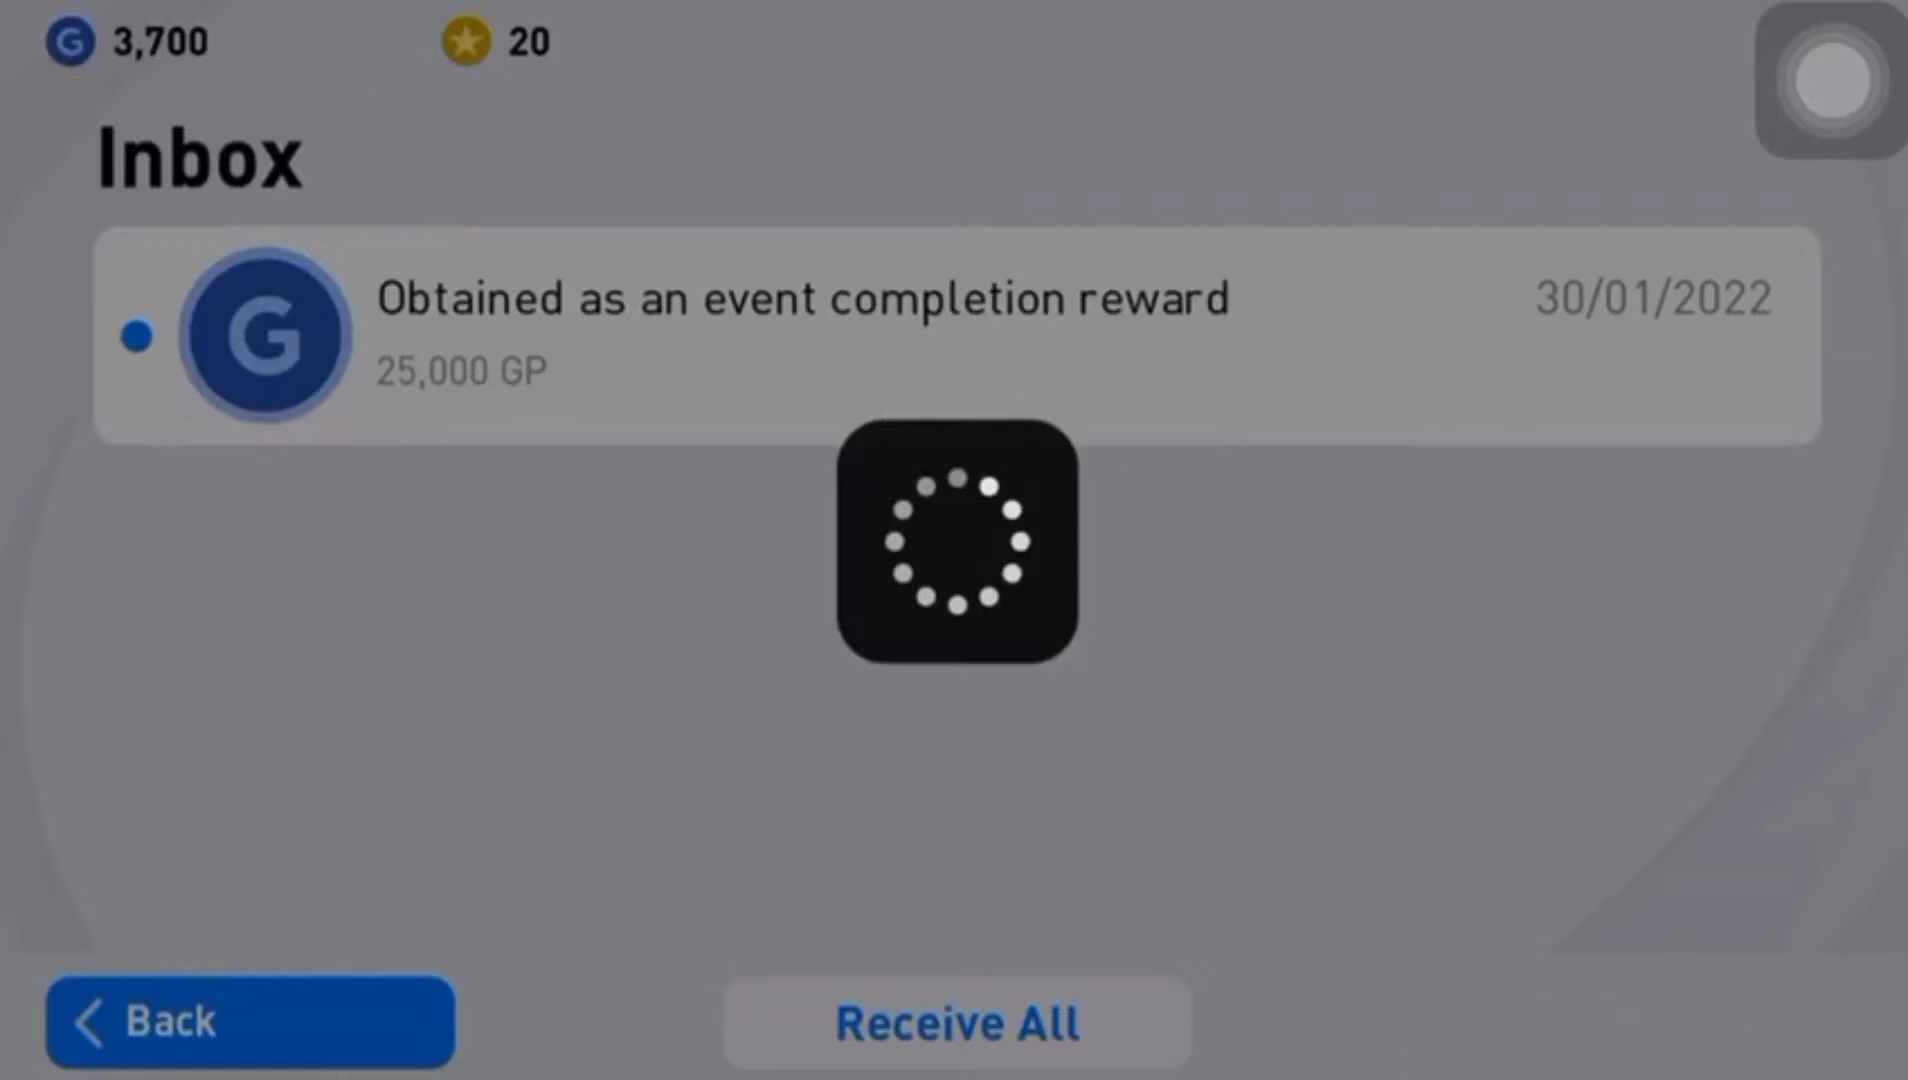 G 3,700
20
Inbox
G
Obtained as an event completion reward
30/01/2022
25,000 GP
Back
Receive All